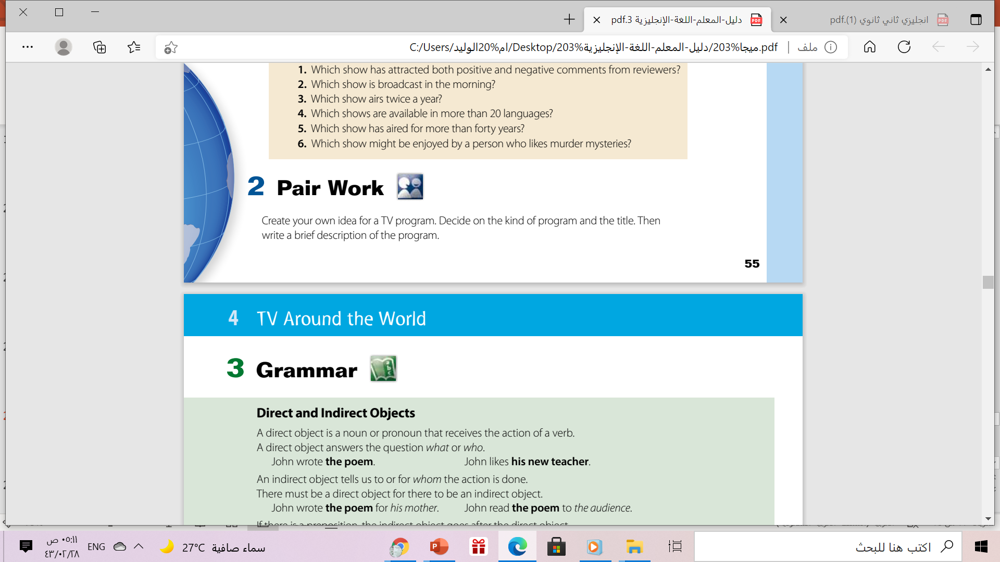 دليل-المعلم-اللغة-الإنجليزية 3.pdf
انجليزي ثاني ثانوي (1).pdf
C:/Users/ام%20الوليد/Desktop/ميجا%203/دليل-المعلم-اللغة-الإنجليزية%203.pdf
ملف
1. Which show has attracted both positive and negative comments from reviewers?
2. Which show is broadcast in the morning?
3. Which show airs twice a year?
4. Which shows are available in more than 20 languages?
5. Which show has aired for more than forty years?
6. Which show might be enjoyed by a person who likes murder mysteries?
2 Pair Work
Create your own idea for a TV program. Decide on the kind of program and the title. Then
write a brief description of the program.
55
4 TV Around the World
3 Grammar
abc
Direct and Indirect Objects
A direct object is a noun or pronoun that receives the action of a verb.
A direct object answers the question what or who.
John wrote the poem. John likes his new teacher.
An indirect object tells us to or for whom the action is done.
There must be a direct object for there to be an indirect object.
John wrote the poem for his mother. John read the poem to the audience.
If there is a preposition, the indirect object goes after the direct object.
٠٥:١١ ص
٤٣/٠٢/٢٨
ENG
27°C سماء صافية
اكتب هنا للبحث